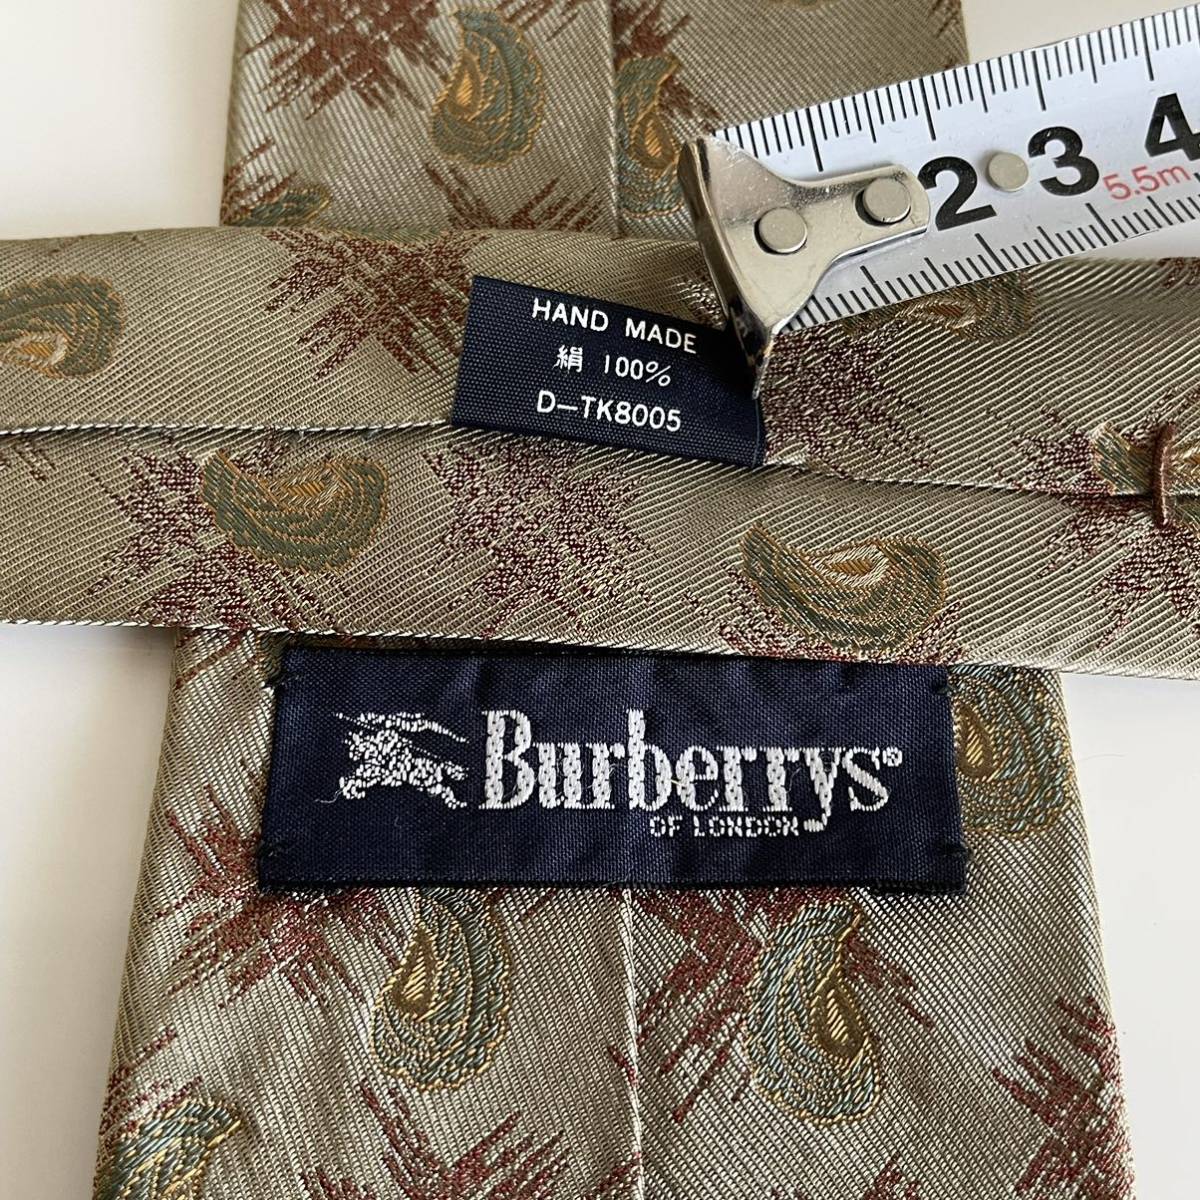 2 3 4
5.5m
HAND MADE
絹 100%
D-TK8005
Burberrys®
OF LONDON